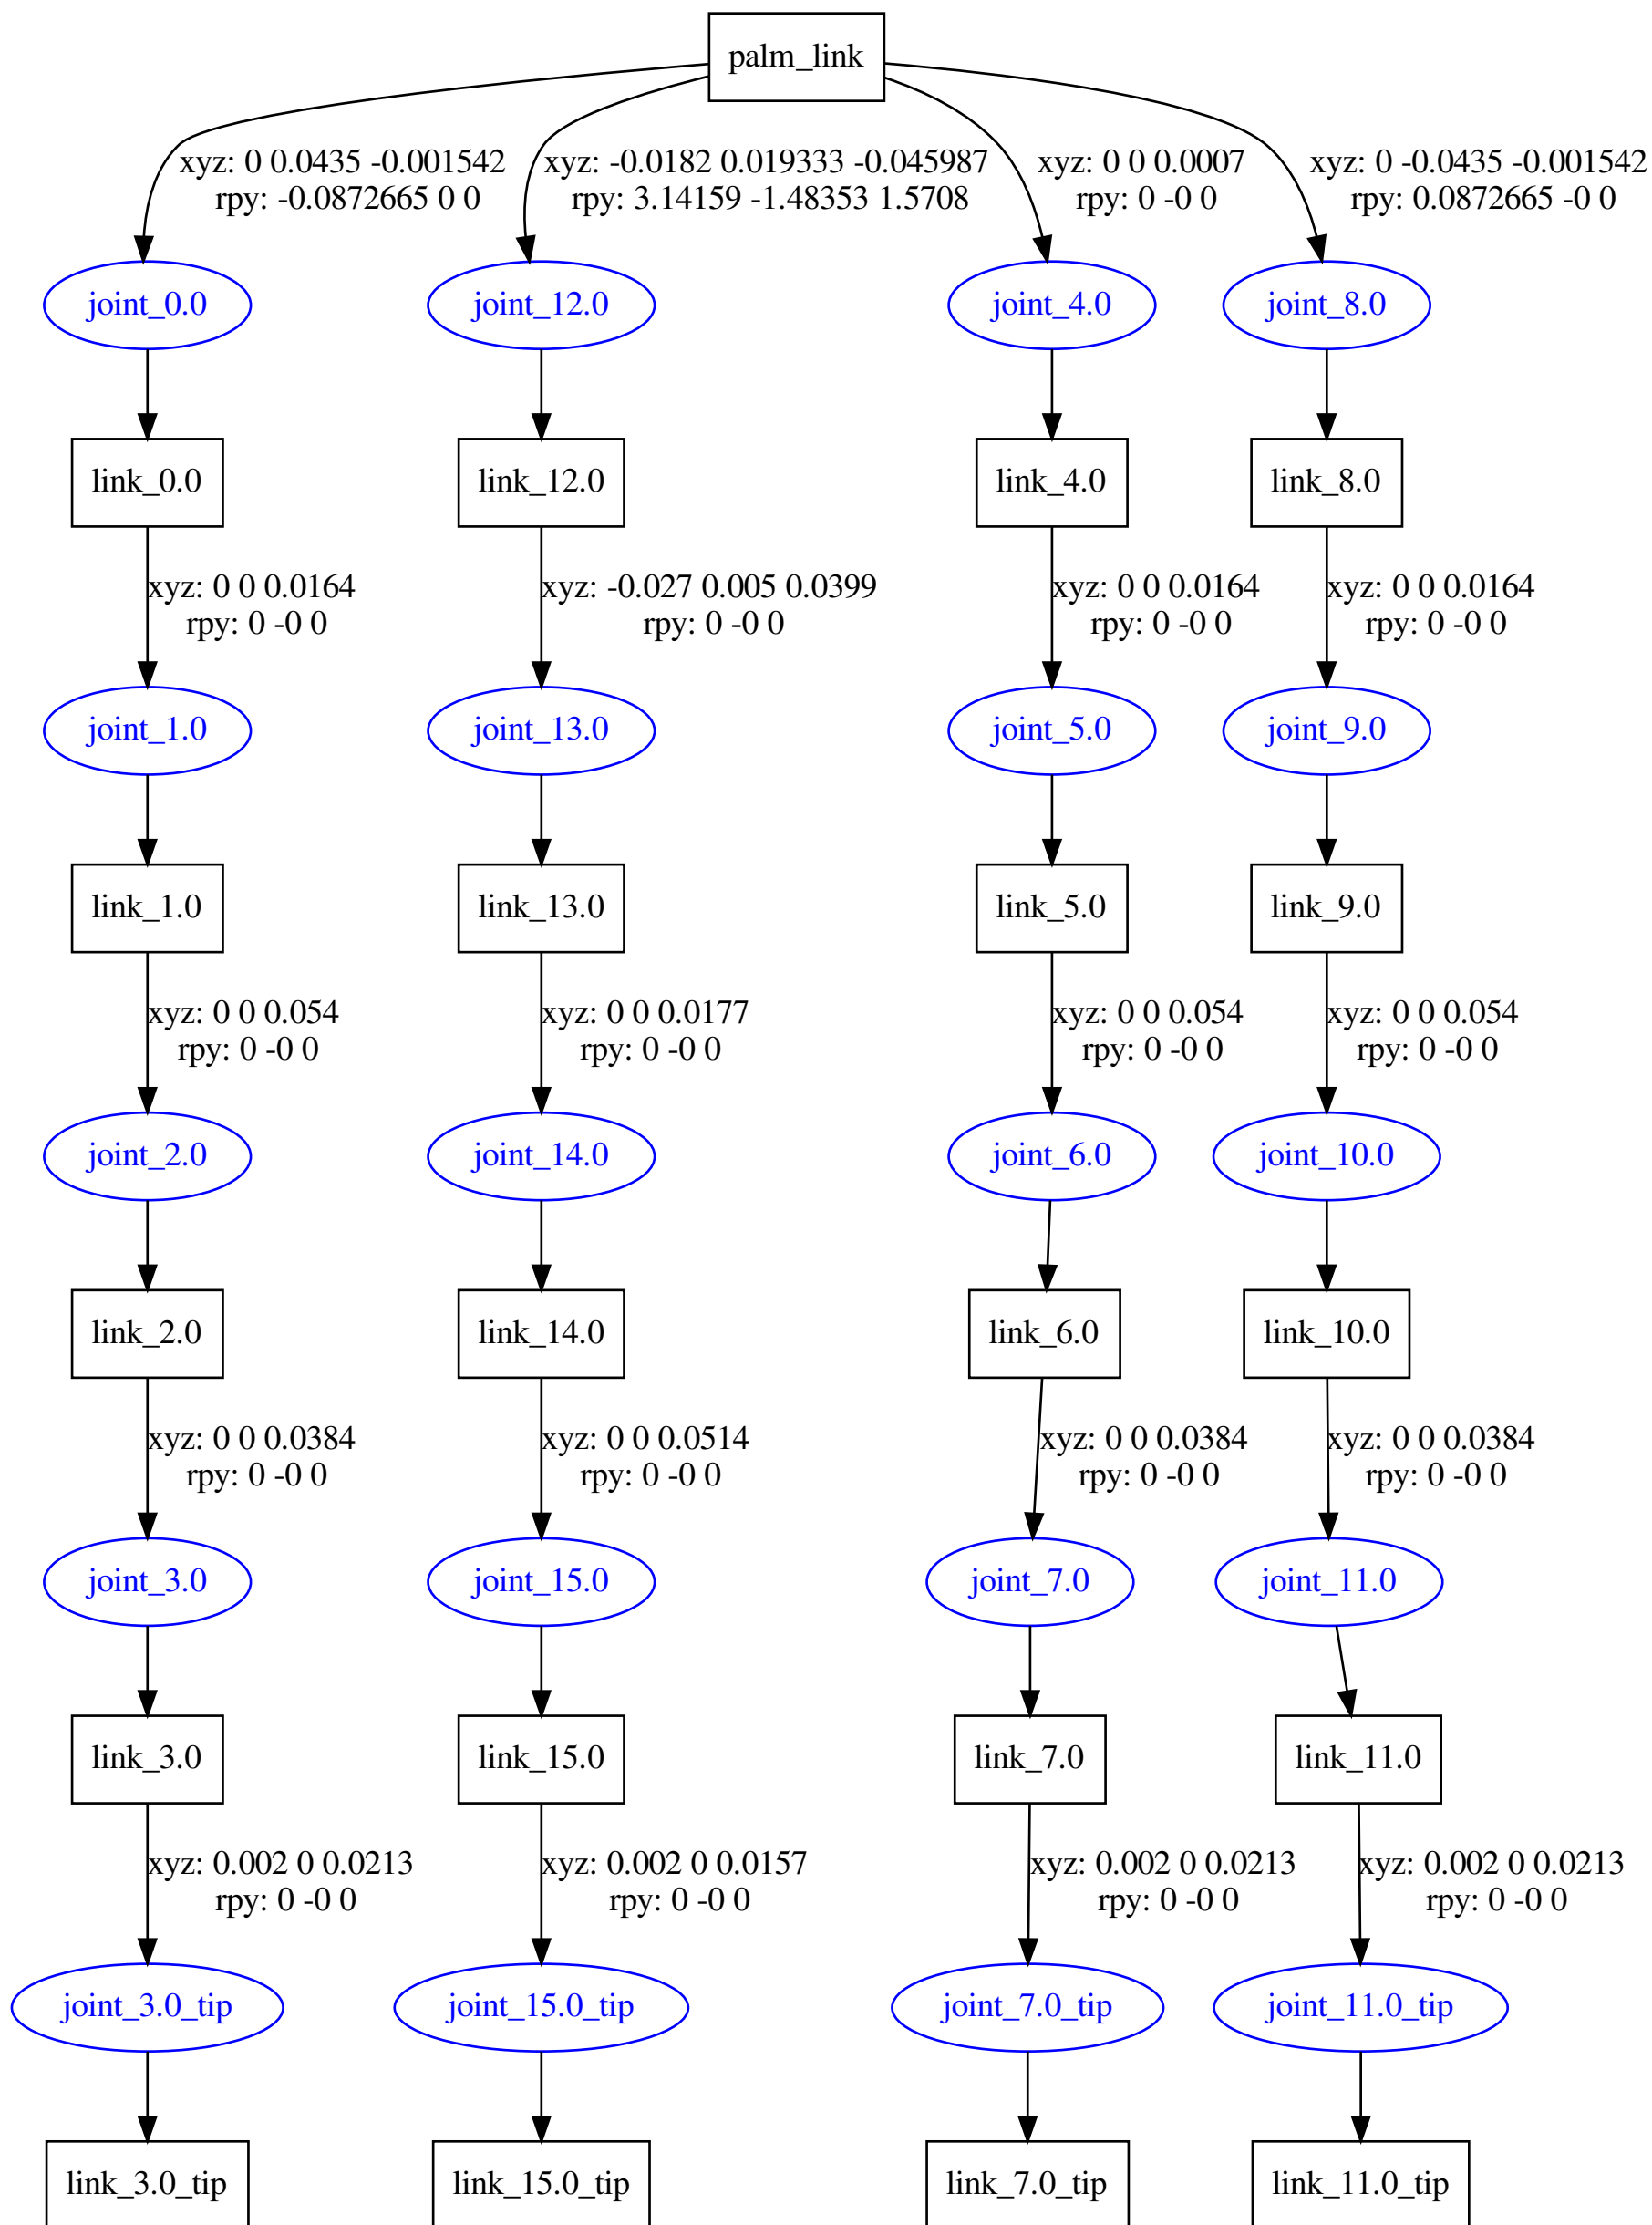 palm_link
xyz: 0 0.0435 -0.001542
rpy: -0.0872665 0 0
xyz: -0.0182 0.019333 -0.045987
rpy: 3.14159 -1.48353 1.5708
xyz: 0 0 0.0007
rpy: 0 -0 0
xyz: 0 -0.0435 -0.001542
rpy: 0.0872665 -0 0
joint_0.0
joint_12.0
joint_4.0
joint_8.0
link_0.0
link_12.0
link_4.0
link_8.0
xyz: 0 0 0.0164
rpy: 0 -0 0
xyz: -0.027 0.005 0.0399
rpy: 0 -0 0
xyz: 0 0 0.0164
rpy: 0 -0 0
xyz: 0 0 0.0164
rpy: 0 -0 0
joint_1.0
joint_13.0
joint_5.0
joint_9.0
link_1.0
link_13.0
link_5.0
link_9.0
xyz: 0 0 0.054
rpy: 0 -0 0
xyz: 0 0 0.0177
rpy: 0 -0 0
xyz: 0 0 0.054
rpy: 0 -0 0
xyz: 0 0 0.054
rpy: 0 -0 0
joint_2.0
joint_14.0
joint_6.0
joint_10.0
link_2.0
link_14.0
link_6.0
link_10.0
xyz: 0 0 0.0384
rpy: 0 -0 0
xyz: 0 0 0.0514
rpy: 0 -0 0
xyz: 0 0 0.0384
rpy: 0 -0 0
xyz: 0 0 0.0384
rpy: 0 -0 0
joint_3.0
joint_15.0
joint_7.0
joint_11.0
link_3.0
link_15.0
link_7.0
link_11.0
xyz: 0.002 0 0.0213
rpy: 0 -0 0
xyz: 0.002 0 0.0157
rpy: 0 -0 0
xyz: 0.002 0 0.0213
rpy: 0 -0 0
xyz: 0.002 0 0.0213
rpy: 0 -0 0
joint_3.0_tip
joint_15.0_tip
joint_7.0_tip
joint_11.0_tip
link_3.0_tip
link_15.0_tip
link_7.0_tip
link_11.0_tip